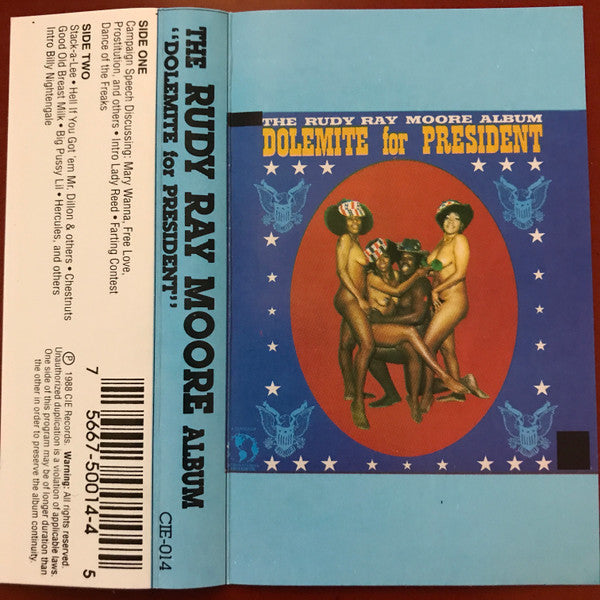 SIDE ONE
Campaign Speech Discussing: Mary Wanna, Free Love,
Prostitution, and others • Intro Lady Reed • Farting Contest
Dance of the Freaks
SIDE TWO
Stack-a-Lee • Hell If You Got 'em Mr. Dillon & others • Chestnuts
Good Old Breast Milk • Big Pussy Lil • Hercules, and others
Intro Billy Nightengale
7 5667-50014-4 5
Ⓟ 1988 CIE Records. Warning: All rights reserved.
Unauthorized duplication is a violation of applicable laws.
One side of this program may be of longer duration than
the other in order to preserve the album continuity.
THE RUDY RAY MOORE ALBUM
"DOLEMITE for PRESIDENT"
CIE-014
THE RUDY RAY MOORE ALBUM
DOLEMITE for PRESIDENT